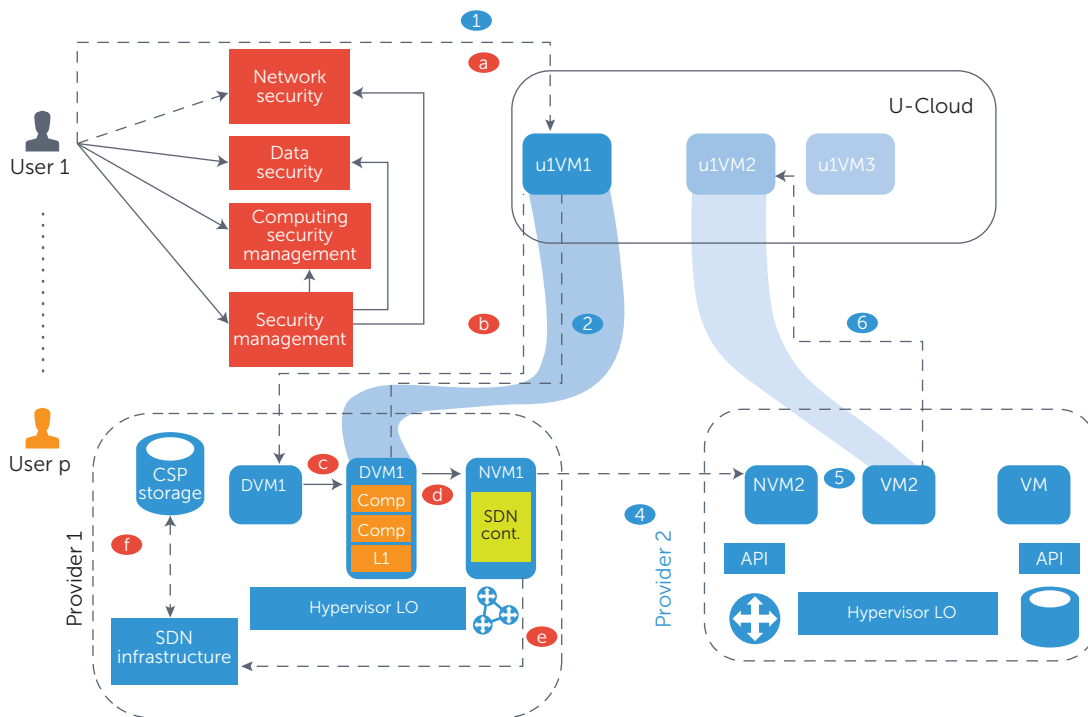 1
a
Network
security
U-Cloud
User 1
Data
security
u1VM1
u1VM2
u1VM3
Computing
security
management
Security
management
b
2
6
User p
CSP
storage
DVM1
c
DVM1
d
NVM1
Comp
Comp
L1
SDN
cont.
4
NVM2
5
VM2
VM
f
Provider 1
Provider 2
API
API
Hypervisor LO
Hypervisor LO
SDN
infrastructure
e